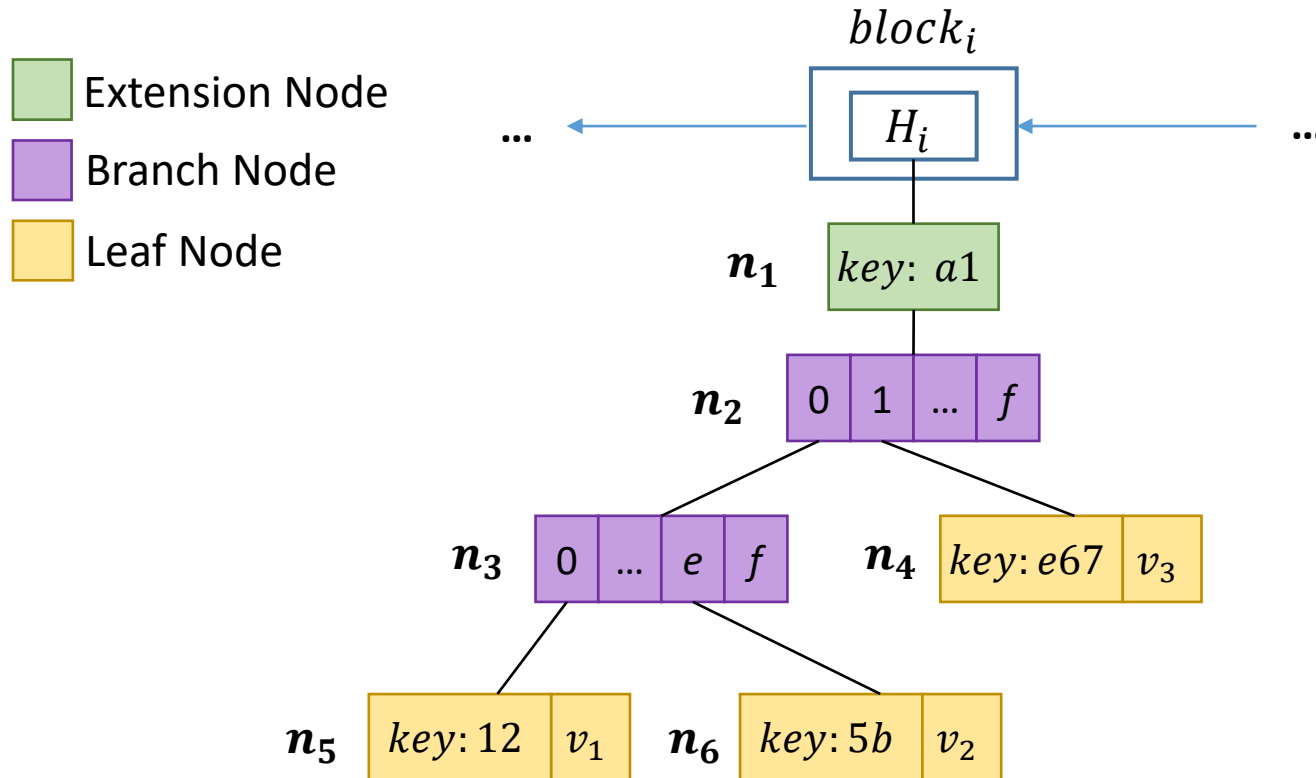 block_i
Extension Node
... H_i ...
Branch Node
Leaf Node
n_1 key: a1
n_2 0 1 ... f
n_3 0 ... e f n_4 key: e67 v_3
n_5 key: 12 v_1 n_6 key: 5b v_2